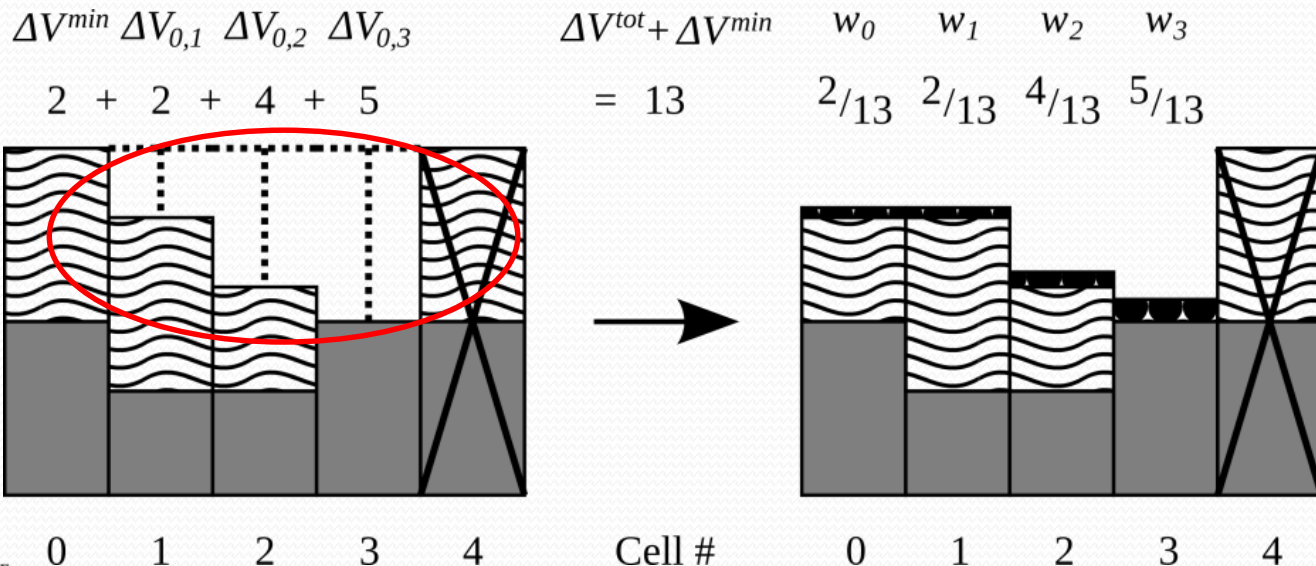 ΔV^min ΔV_0,1 ΔV_0,2 ΔV_0,3 ΔV^tot + ΔV^min w_0 w_1 w_2 w_3
2 + 2 + 4 + 5 = 13 2/13 2/13 4/13 5/13
0 1 2 3 4 Cell # 0 1 2 3 4